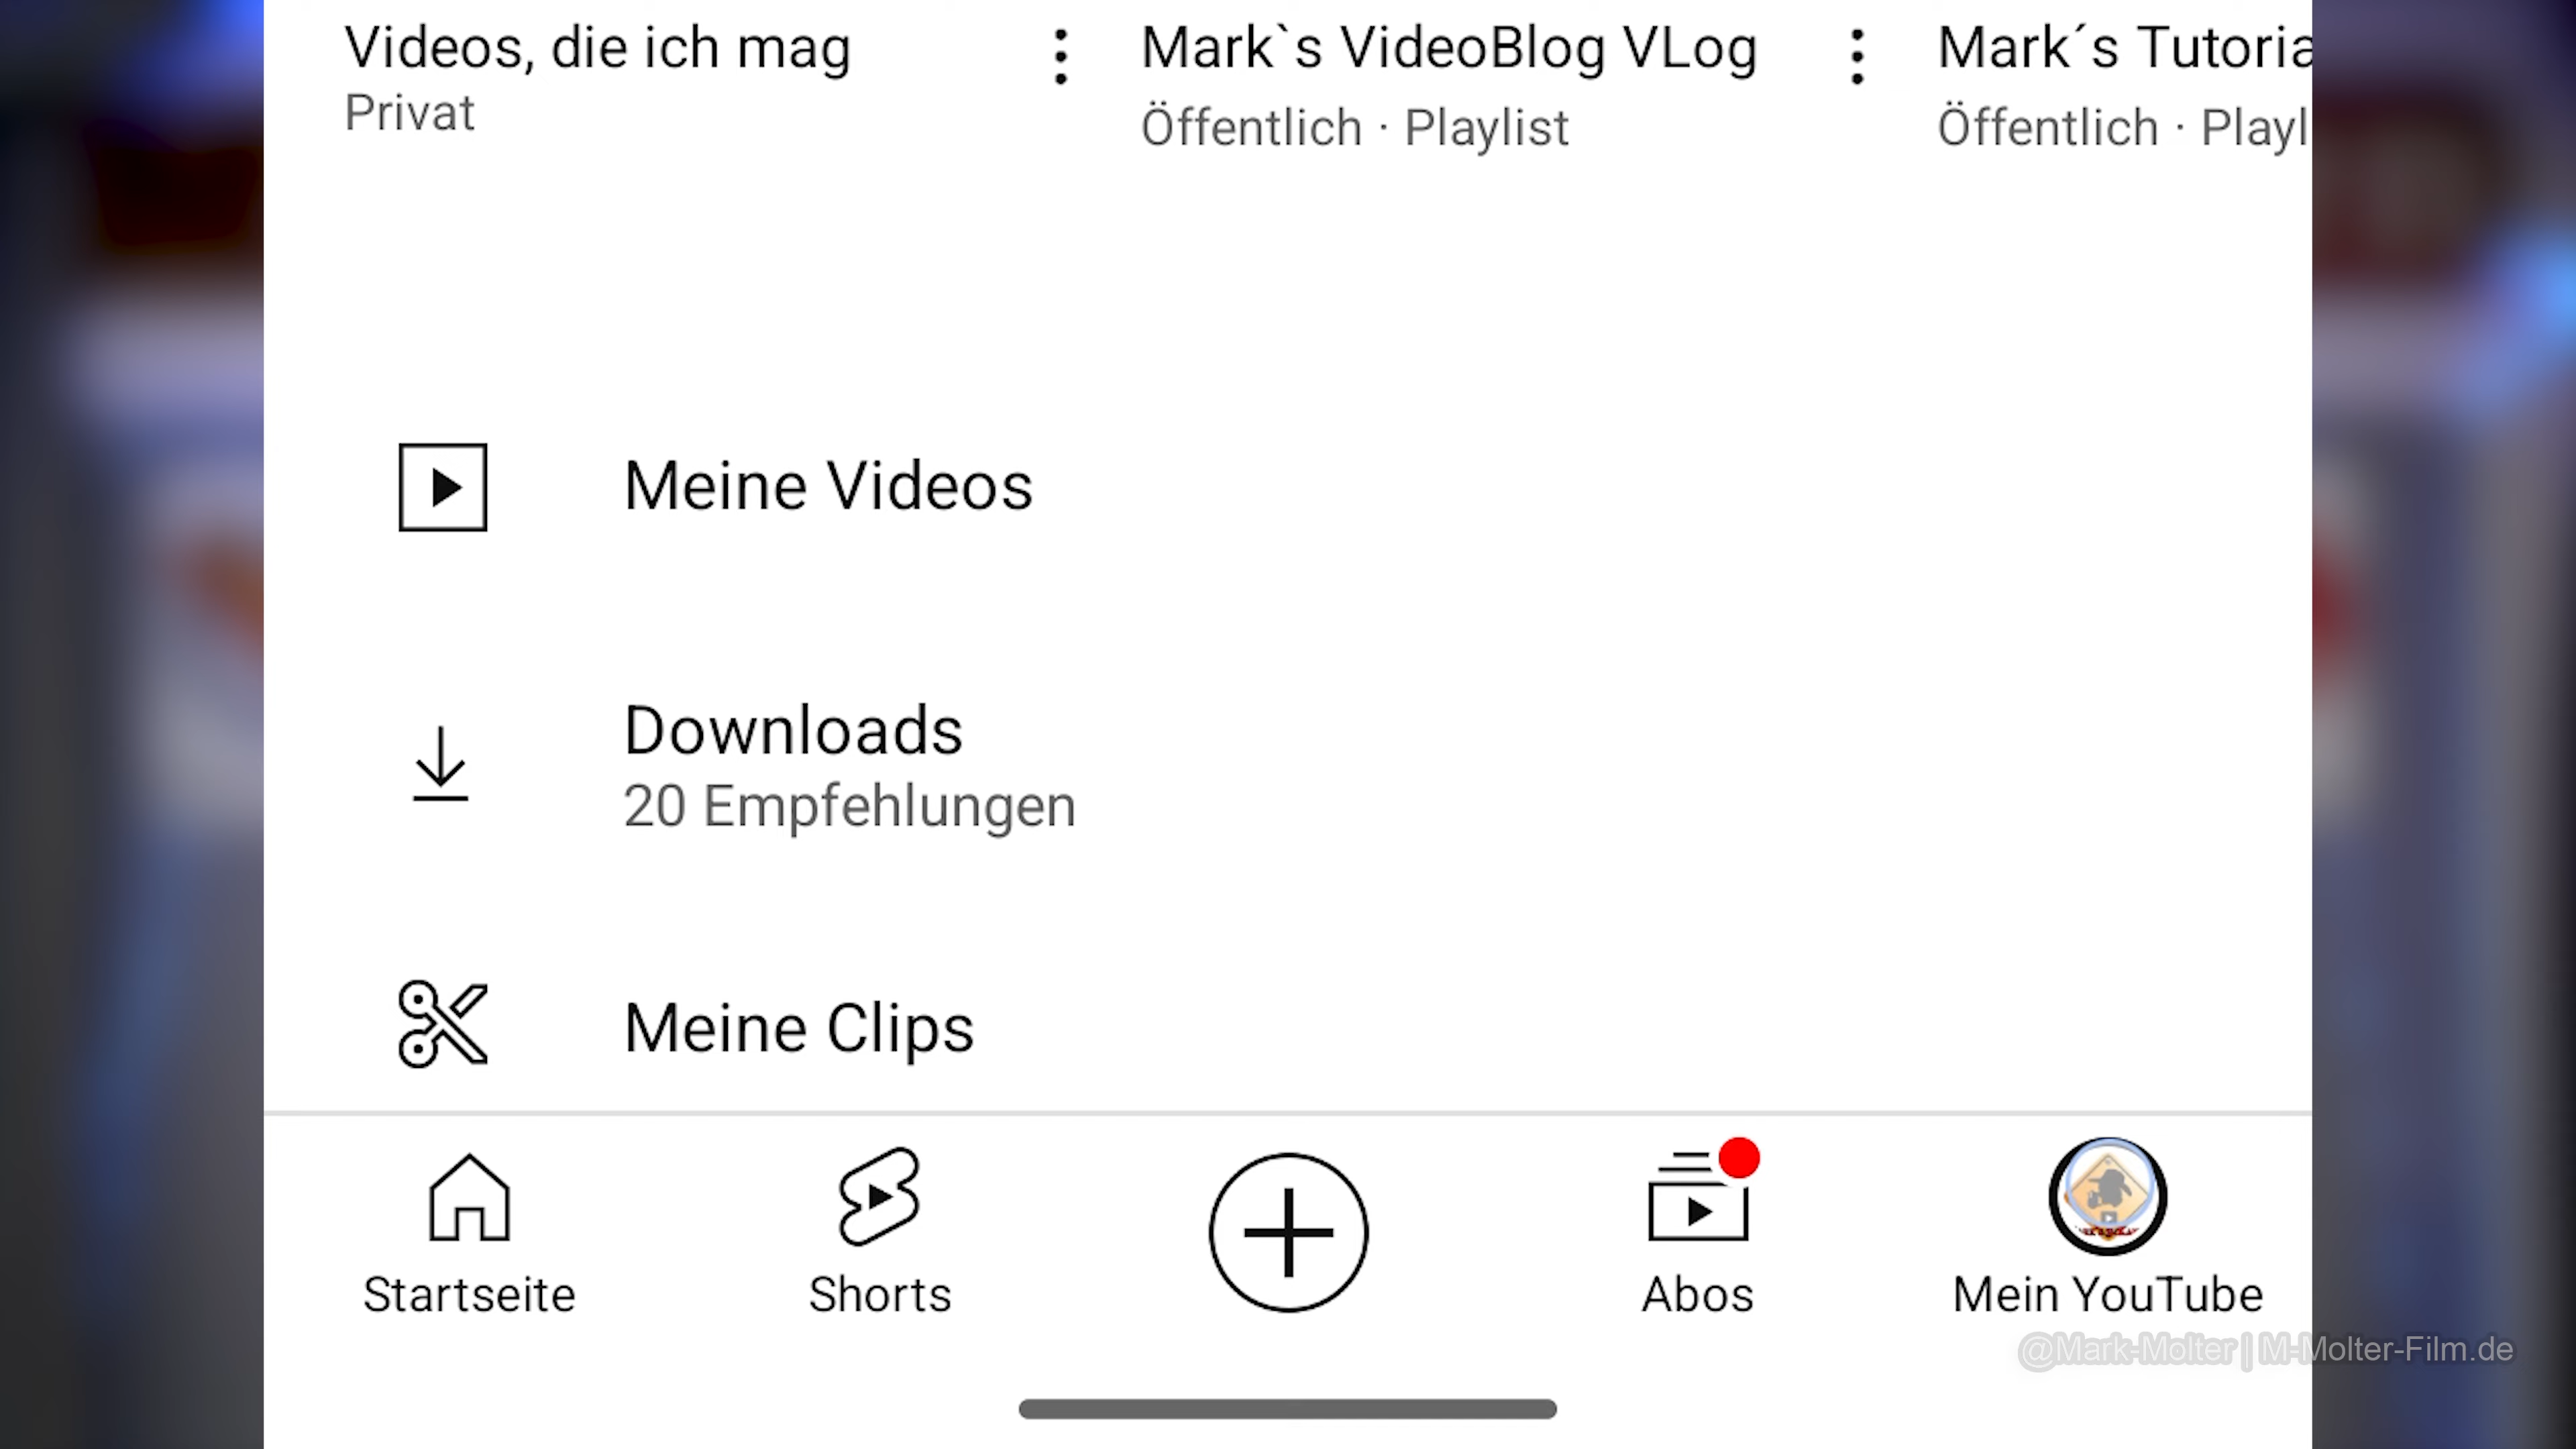 Videos, die ich mag
Privat
Mark`s VideoBlog VLog
Öffentlich · Playlist
Mark´s Tutoria
Öffentlich · Playl
Meine Videos
Downloads
20 Empfehlungen
Meine Clips
Startseite
Shorts
Abos
Mein YouTube
@Mark-Molter | M-Molter-Film.de